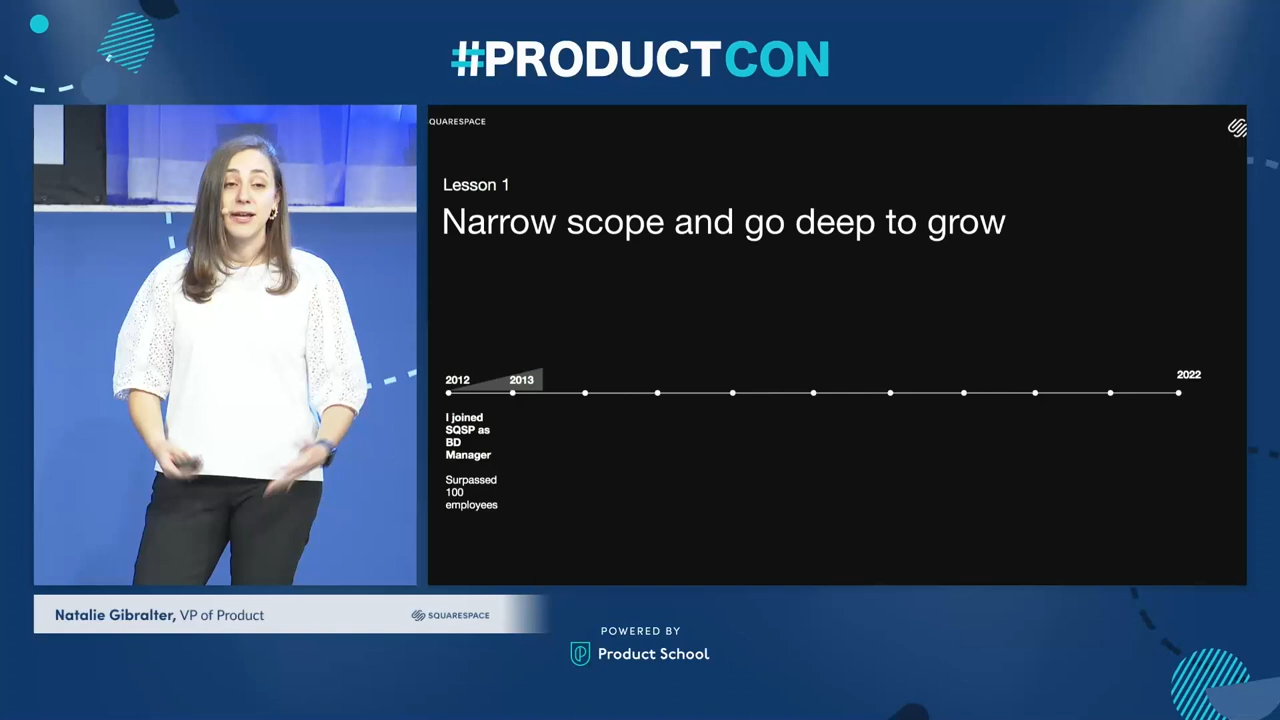 #PRODUCTCON
QUARESPACE
Lesson 1
Narrow scope and go deep to grow
2012
2013
2022
I joined
SQSP as
BD
Manager
Surpassed
100
employees
Natalie Gibralter, VP of Product
SQUARESPACE
POWERED BY
Product School